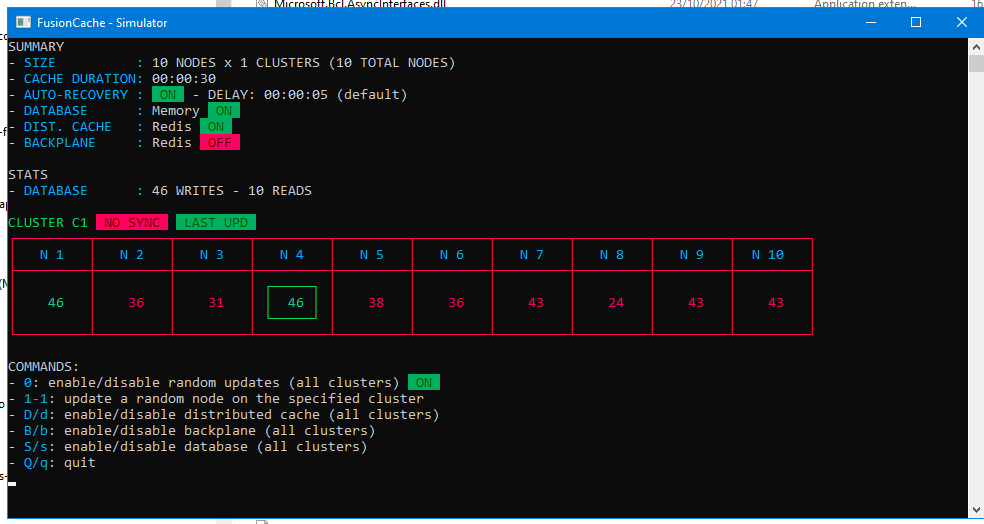 Microsoft.Bcl.AsyncInterfaces.dll 23/10/2021 01:47 Application exten... 16
FusionCache - Simulator
SUMMARY
- SIZE : 10 NODES x 1 CLUSTERS (10 TOTAL NODES)
- CACHE DURATION: 00:00:30
- AUTO-RECOVERY : ON - DELAY: 00:00:05 (default)
- DATABASE : Memory ON
- DIST. CACHE : Redis ON
- BACKPLANE : Redis OFF
STATS
- DATABASE : 46 WRITES - 10 READS
CLUSTER C1 NO SYNC LAST UPD
N 1 N 2 N 3 N 4 N 5 N 6 N 7 N 8 N 9 N 10
46 36 31 46 38 36 43 24 43 43
COMMANDS:
- 0: enable/disable random updates (all clusters) ON
- 1-1: update a random node on the specified cluster
- D/d: enable/disable distributed cache (all clusters)
- B/b: enable/disable backplane (all clusters)
- S/s: enable/disable database (all clusters)
- Q/q: quit